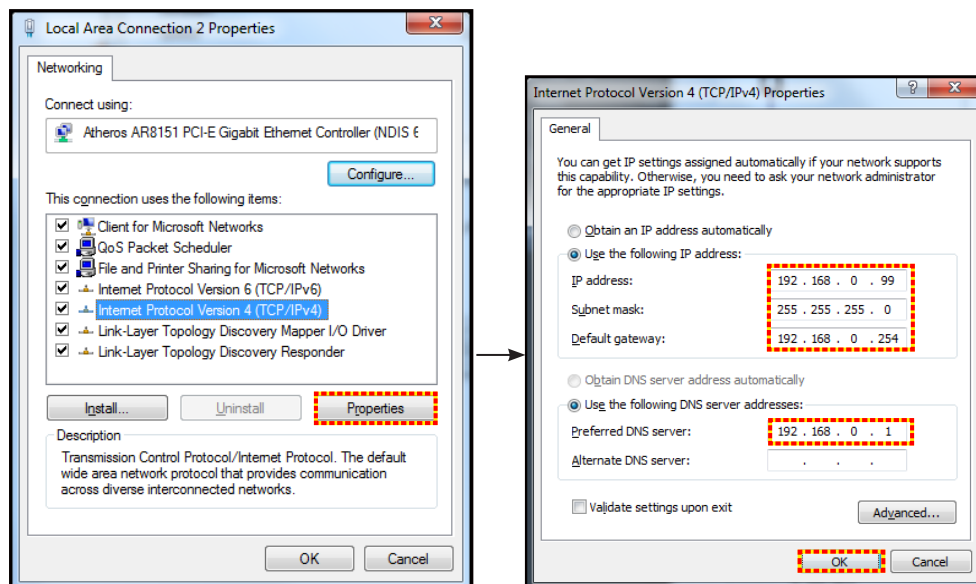 Local Area Connection 2 Properties
Networking
Connect using:
Atheros AR8151 PCI-E Gigabit Ethernet Controller (NDIS 6
Configure...
This connection uses the following items:
Client for Microsoft Networks
QoS Packet Scheduler
File and Printer Sharing for Microsoft Networks
Internet Protocol Version 6 (TCP/IPv6)
Internet Protocol Version 4 (TCP/IPv4)
Link-Layer Topology Discovery Mapper I/O Driver
Link-Layer Topology Discovery Responder
Install...
Uninstall
Properties
Description
Transmission Control Protocol/Internet Protocol. The default
wide area network protocol that provides communication
across diverse interconnected networks.
OK
Cancel
Internet Protocol Version 4 (TCP/IPv4) Properties
General
You can get IP settings assigned automatically if your network supports
this capability. Otherwise, you need to ask your network administrator
for the appropriate IP settings.
Obtain an IP address automatically
Use the following IP address:
IP address: 192 . 168 . 0 . 99
Subnet mask: 255 . 255 . 255 . 0
Default gateway: 192 . 168 . 0 . 254
Obtain DNS server address automatically
Use the following DNS server addresses:
Preferred DNS server: 192 . 168 . 0 . 1
Alternate DNS server: . . .
Validate settings upon exit
Advanced...
OK
Cancel